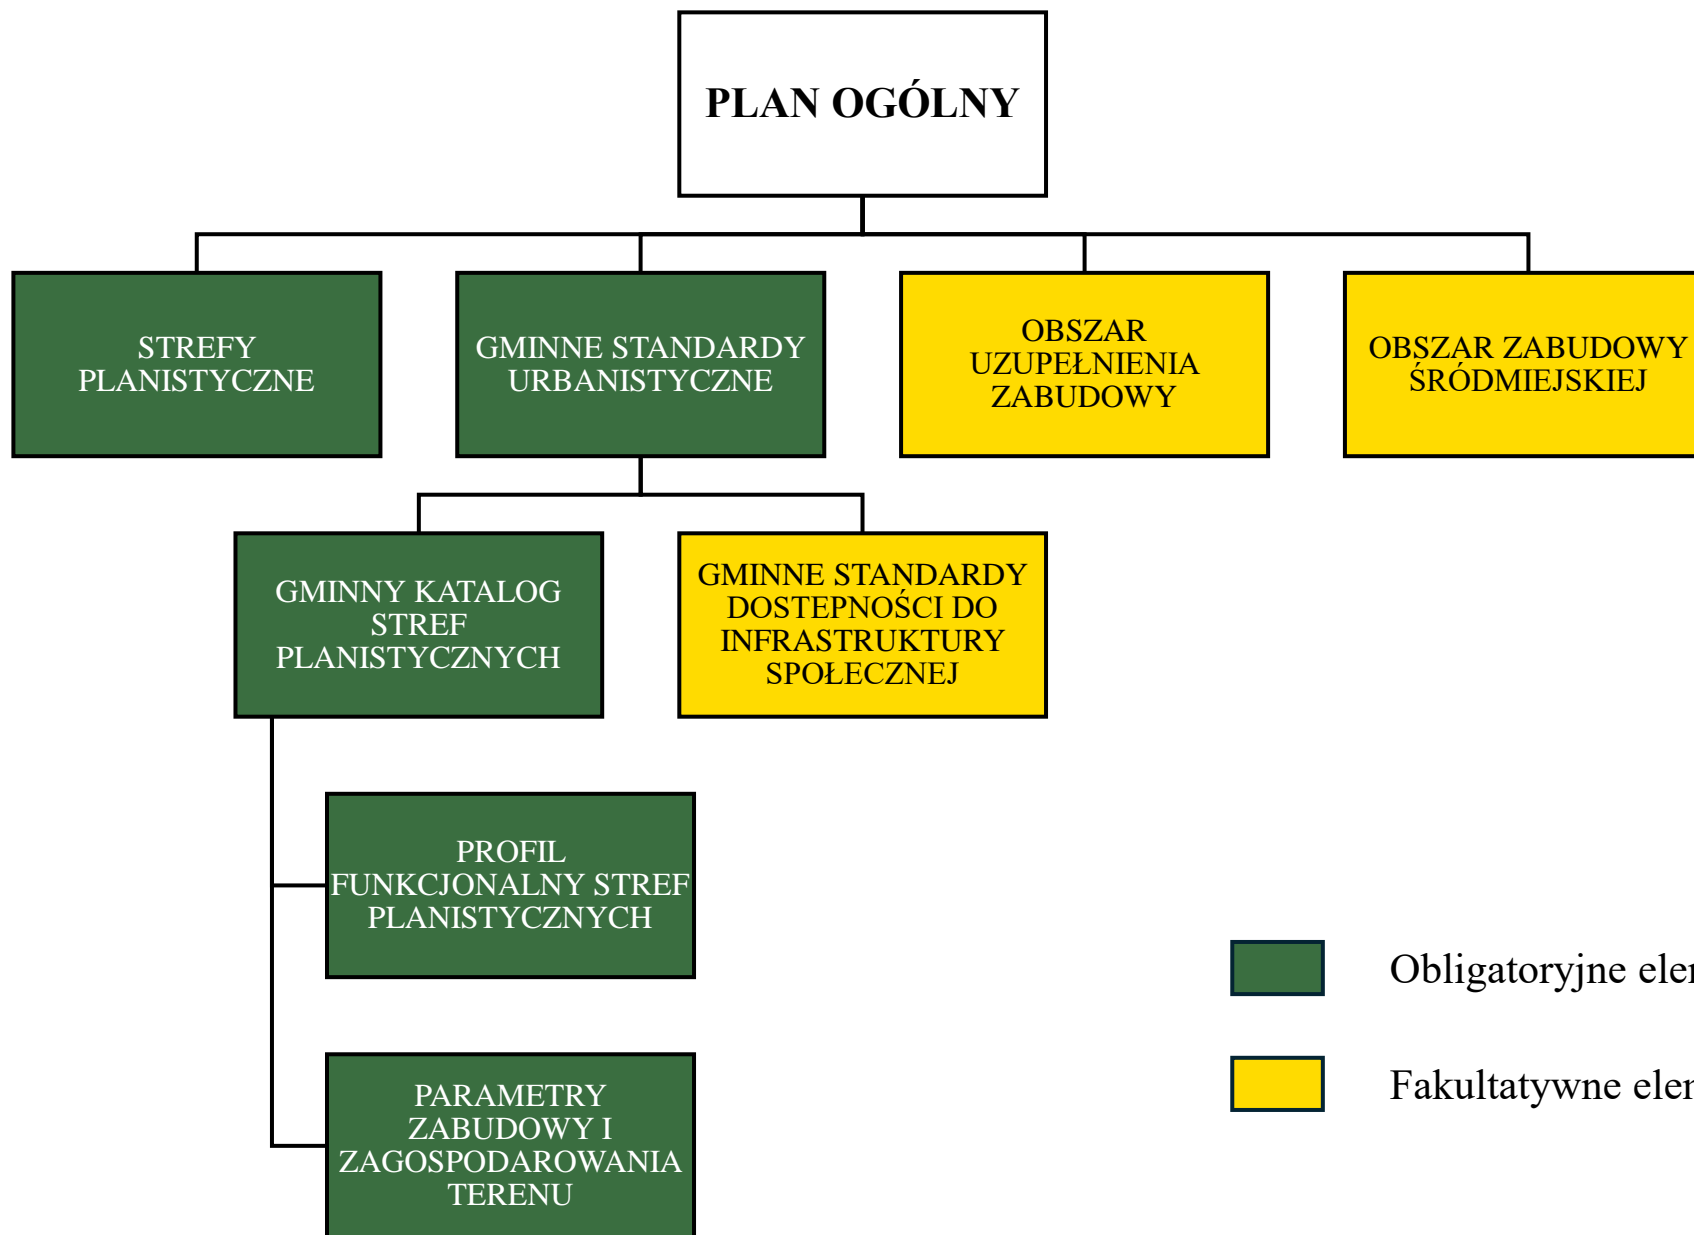 PLAN OGÓLNY
STREFY
PLANISTYCZNE
GMINNE STANDARDY
URBANISTYCZNE
OBSZAR
UZUPEŁNIENIA
ZABUDOWY
OBSZAR ZABUDOWY
ŚRÓDMIEJSKIEJ
GMINNY KATALOG
STREF
PLANISTYCZNYCH
GMINNE STANDARDY
DOSTEPNOŚCI DO
INFRASTRUKTURY
SPOŁECZNEJ
PROFIL
FUNKCJONALNY STREF
PLANISTYCZNYCH
PARAMETRY
ZABUDOWY I
ZAGOSPODAROWANIA
TERENU
Obligatoryjne
Fakultatywne